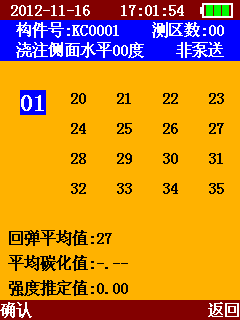 2012-11-16 17:01:54
构件号:KC0001 测区数:00
浇注侧面水平00度 非泵送
01 20 21 22 23
24 25 26 27
28 29 30 31
32 33 34 35
回弹平均值:27
平均碳化值:-.--
强度推定值:0.00
确认 返回